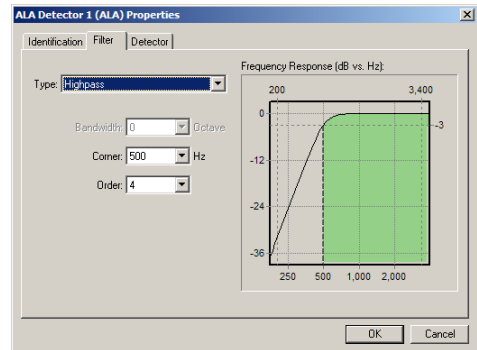 ALA Detector 1 (ALA) Properties
Identification Filter Detector
Type: Highpass
Bandwidth: 0 Octave
Corner: 500 Hz
Order: 4
Frequency Response (dB vs. Hz):
200 3,400
0 -3
-12
-24
-36
250 500 1,000 2,000
OK Cancel